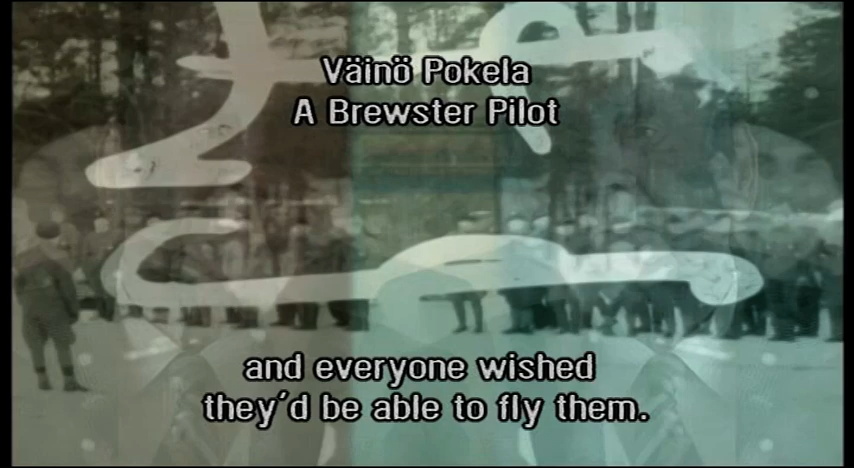 Väinö Pokela
A Brewster Pilot
and everyone wished
they´d be able to fly them.